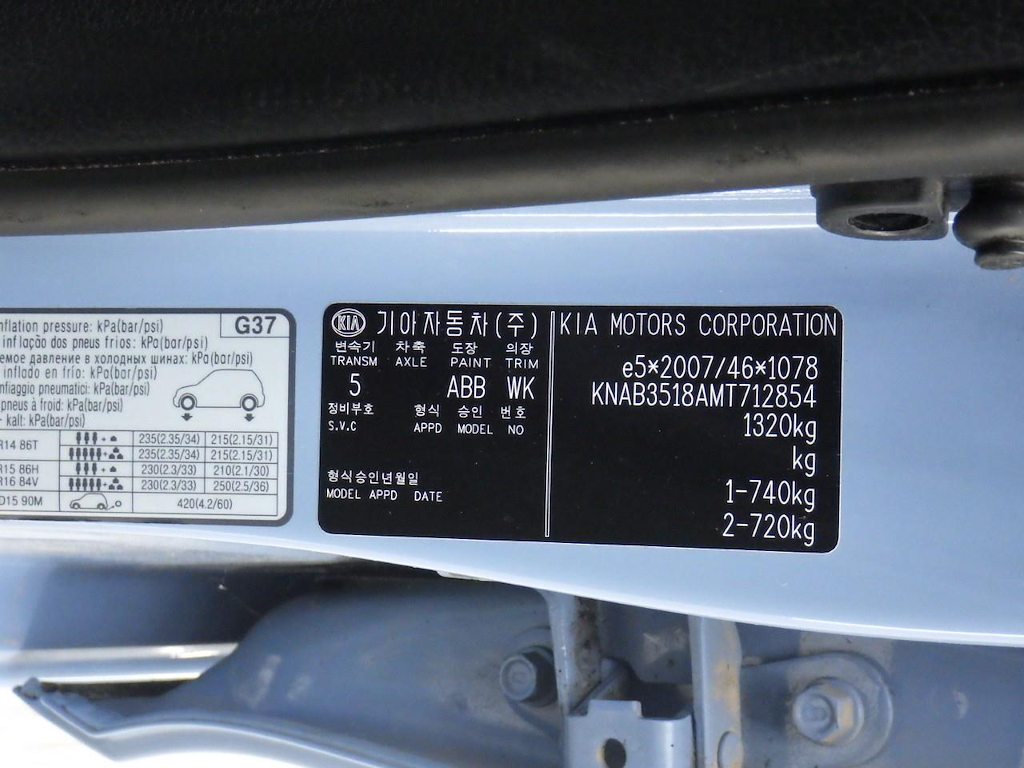 nflation pressure: kPa(bar/psi)
G37
inflação dos pneus frios: kPa(bar/psi)
емое давление в холодных шинах: kPa(bar/psi)
inflado en frío: kPa(bar/psi)
nfiaggio pneumatici: kPa(bar/psi)
pneus à froid: kPa(bar/psi)
- kalt: kPa(bar/psi)
R14 86T 235(2.35/34) 215(2.15/31)
235(2.35/34) 215(2.15/31)
R15 86H 230(2.3/33) 210(2.1/30)
R16 84V 230(2.3/33) 250(2.5/36)
D15 90M 420(4.2/60)
KIA 기아자동차(주)
변속기 차축 도장 의장
TRANSM AXLE PAINT TRIM
5 ABB WK
정비부호 형식 승인 번호
S.V.C APPD MODEL NO
형식승인년월일
MODEL APPD DATE
KIA MOTORS CORPORATION
e5*2007/46*1078
KNAB3518AMT712854
1320kg
kg
1-740kg
2-720kg